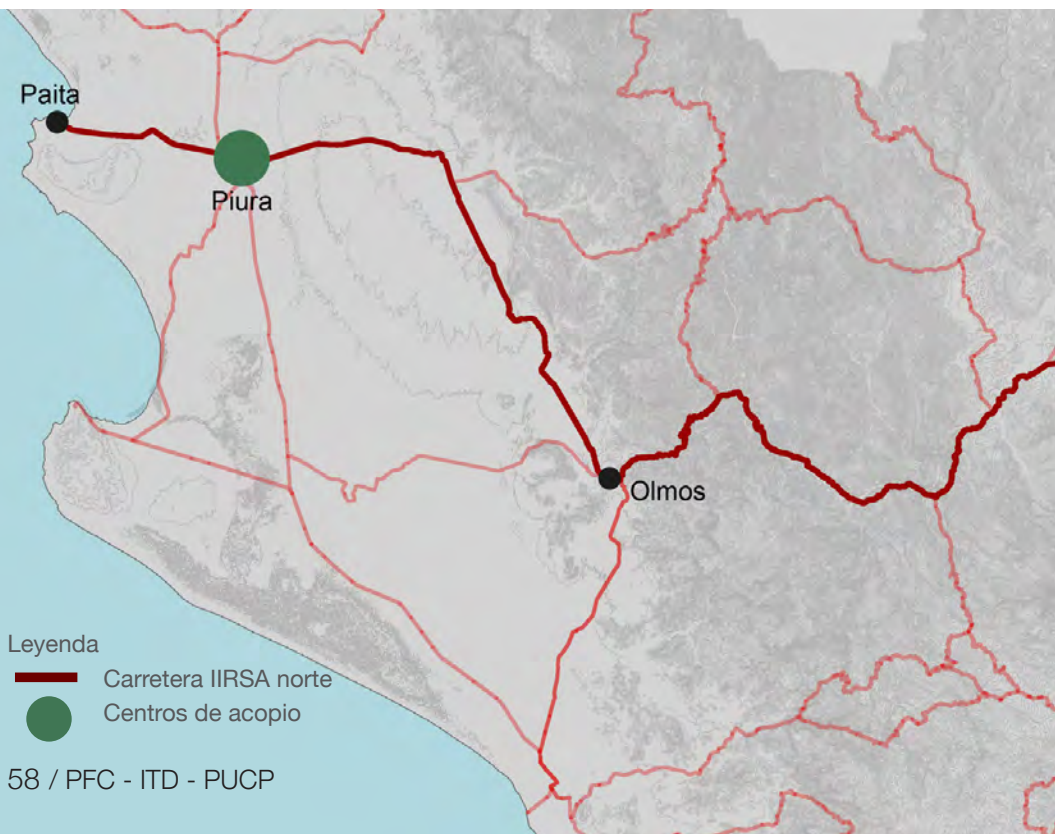 Paita
Piura
Olmos
Leyenda
Carretera IIRSA norte
Centros de acopio
58 / PFC - ITD - PUCP